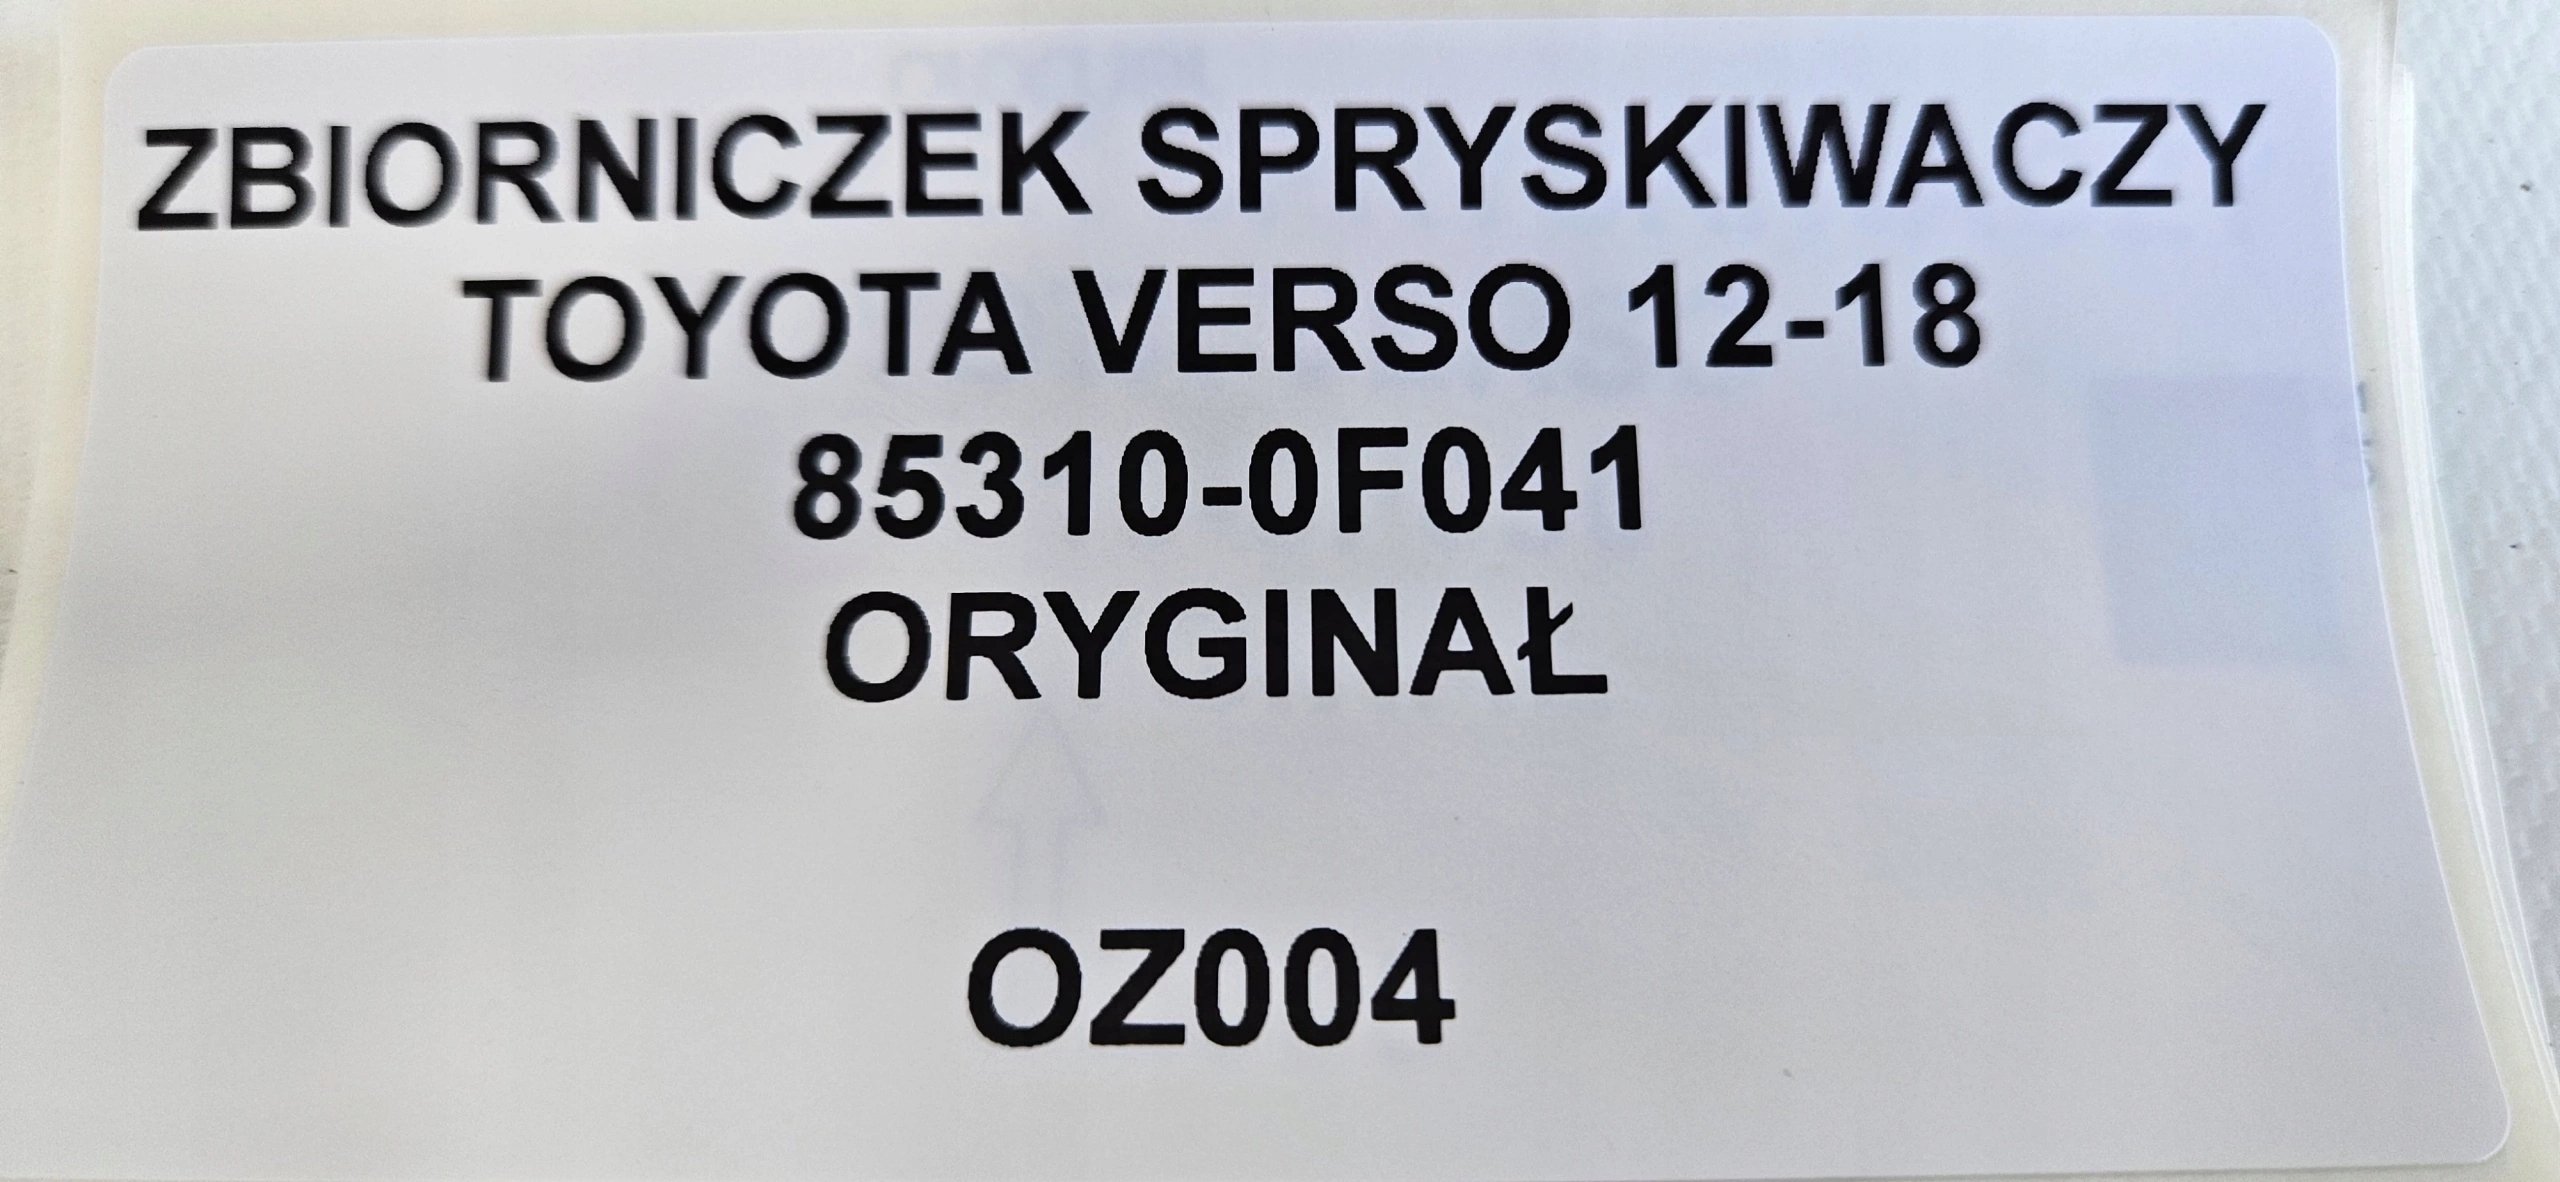 ZBIORNICZEK SPRYSKIWACZY
TOYOTA VERSO 12-18
85310-0F041
ORYGINAŁ
OZ004